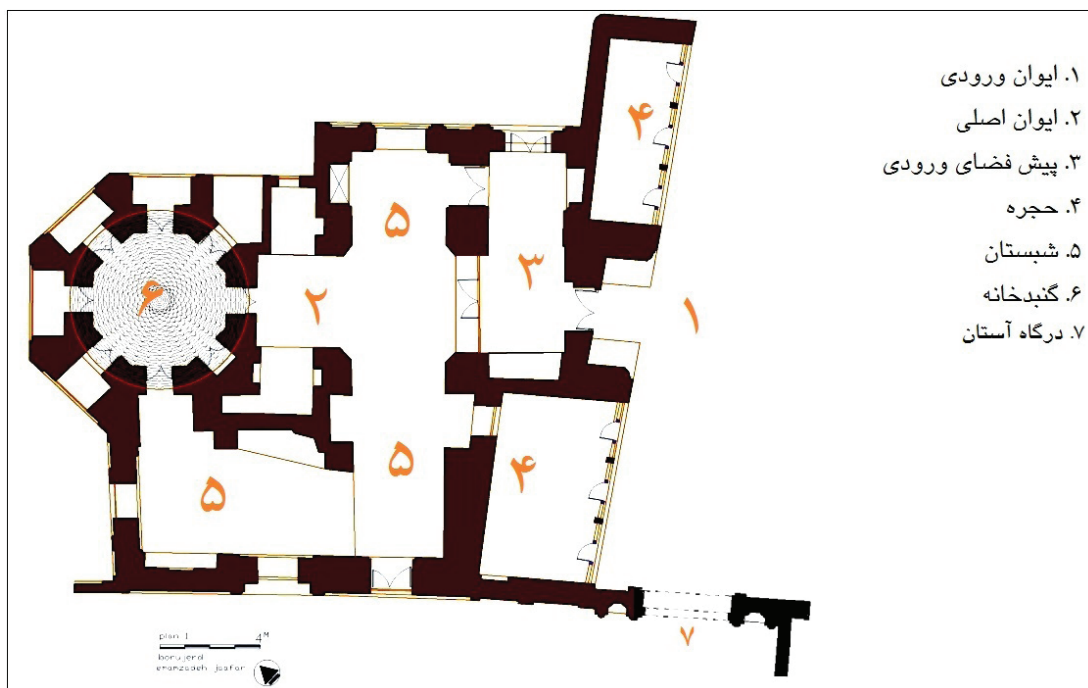 ۱. ایوان ورودی
۲. ایوان اصلی
۳. پیش فضای ورودی
۴. حجره
۵. شبستان
۶. گنبدخانه
۷. درگاه آستان
۴
۵
۳
۶
۲
۱
۵
۴
۵
۷
plan 1 4M
borujerd
emamzadeh jaafar